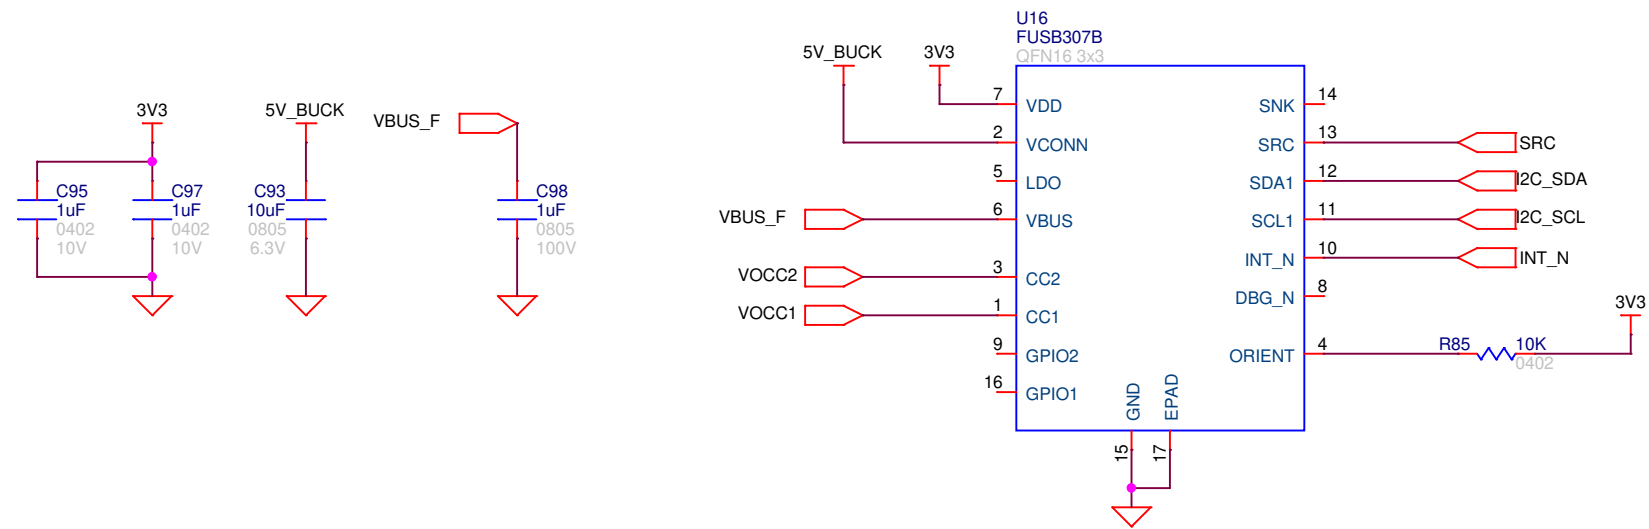 3V3
C95
1uF
0402
10V
C97
1uF
0402
10V
5V_BUCK
C93
10uF
0805
6.3V
VBUS_F
C98
1uF
0805
100V
U16
FUSB307B
QFN16 3x3
5V_BUCK
3V3
7 VDD
2 VCONN
5 LDO
VBUS_F 6 VBUS
VOCC2 3 CC2
VOCC1 1 CC1
9 GPIO2
16 GPIO1
SNK 14
SRC 13 SRC
SDA1 12 I2C_SDA
SCL1 11 I2C_SCL
INT_N 10 INT_N
DBG_N 8
ORIENT 4
R85 10K
0402
3V3
GND 15
EPAD 17